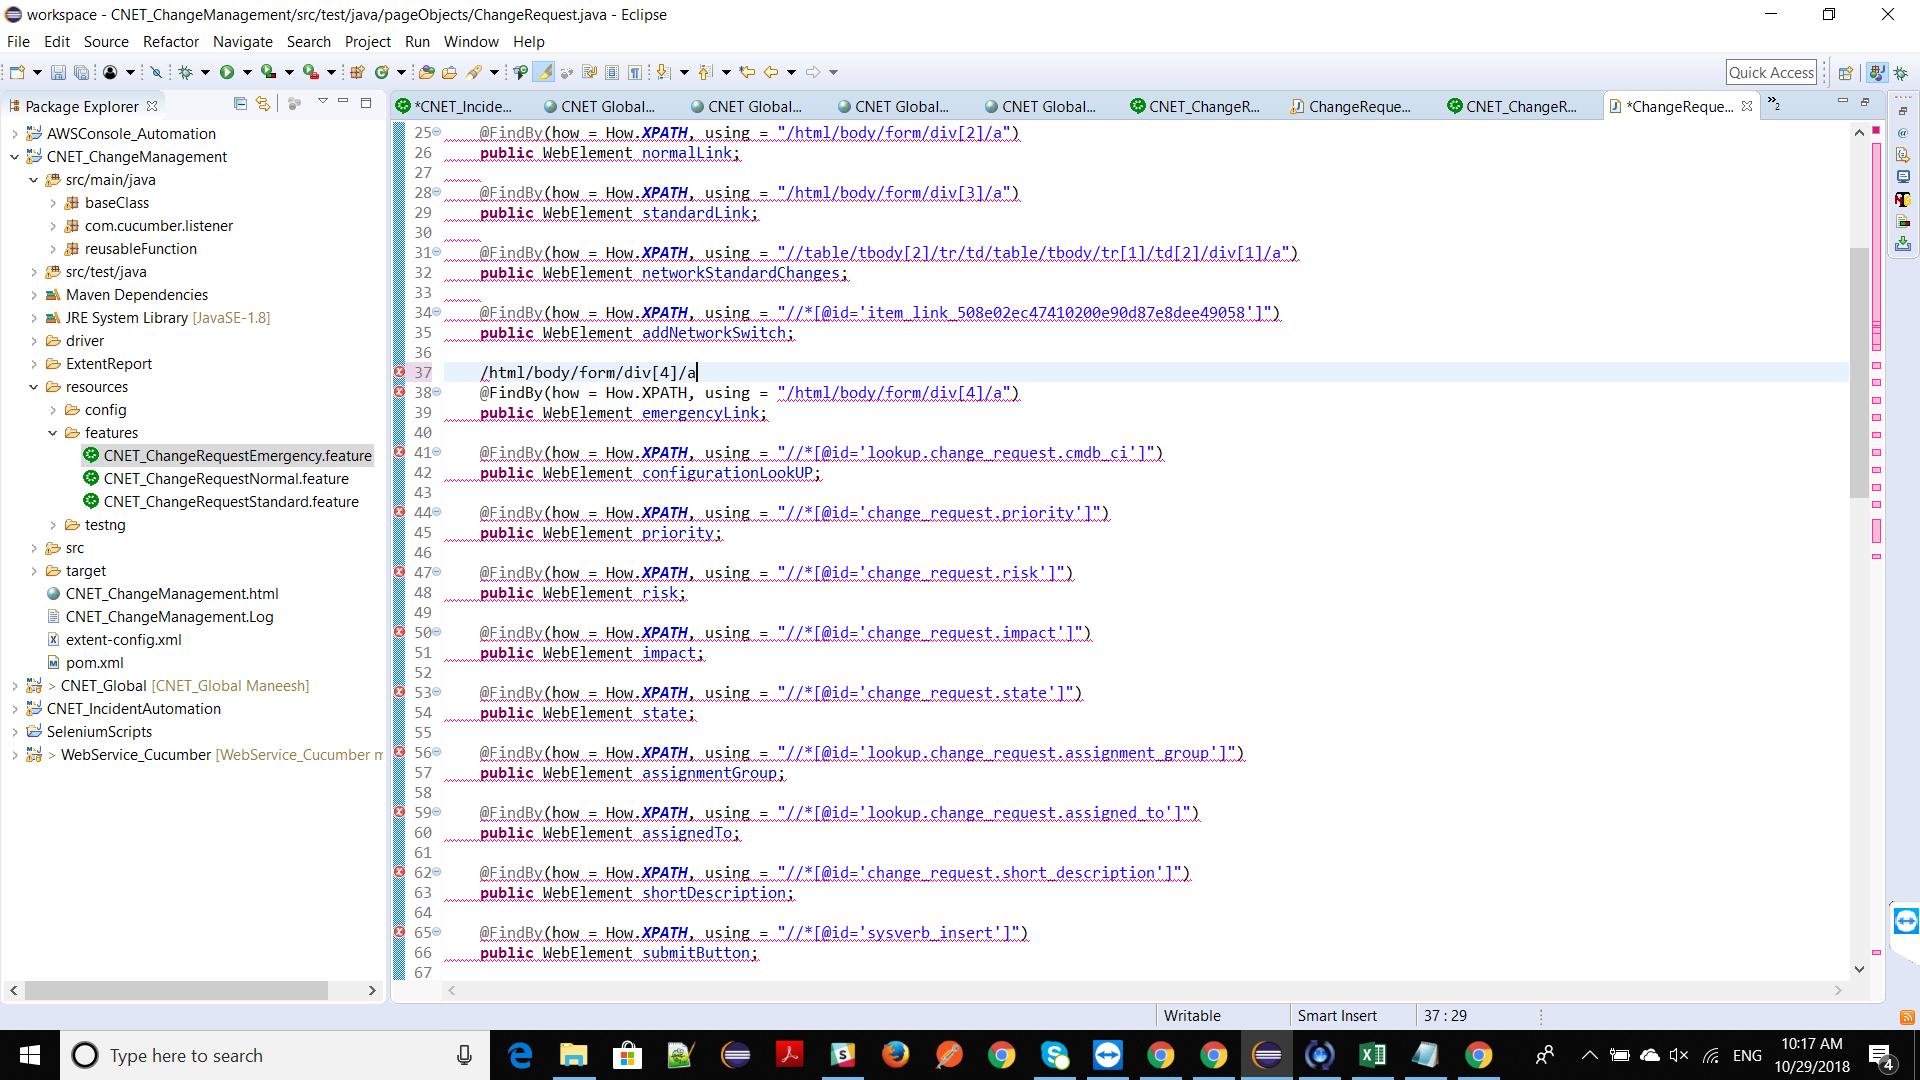 workspace - CNET_ChangeManagement/src/test/java/pageObjects/ChangeRequest.java - Eclipse
File Edit Source Refactor Navigate Search Project Run Window Help
Quick Access
Package Explorer
*CNET_Incide... CNET Global... CNET Global... CNET Global... CNET Global... CNET_ChangeR... ChangeReque... CNET_ChangeR... *ChangeReque... »2
AWSConsole_Automation
CNET_ChangeManagement
src/main/java
baseClass
com.cucumber.listener
reusableFunction
src/test/java
Maven Dependencies
JRE System Library [JavaSE-1.8]
driver
ExtentReport
resources
config
features
CNET_ChangeRequestEmergency.feature
CNET_ChangeRequestNormal.feature
CNET_ChangeRequestStandard.feature
testng
src
target
CNET_ChangeManagement.html
CNET_ChangeManagement.Log
extent-config.xml
pom.xml
> CNET_Global [CNET_Global Maneesh]
CNET_IncidentAutomation
SeleniumScripts
> WebService_Cucumber [WebService_Cucumber m
25 @FindBy(how = How.XPATH, using = "/html/body/form/div[2]/a")
26 public WebElement normalLink;
27
28 @FindBy(how = How.XPATH, using = "/html/body/form/div[3]/a")
29 public WebElement standardLink;
30
31 @FindBy(how = How.XPATH, using = "//table/tbody[2]/tr/td/table/tbody/tr[1]/td[2]/div[1]/a")
32 public WebElement networkStandardChanges;
33
34 @FindBy(how = How.XPATH, using = "//*[@id='item_link_508e02ec47410200e90d87e8dee49058']")
35 public WebElement addNetworkSwitch;
36
37 /html/body/form/div[4]/a
38 @FindBy(how = How.XPATH, using = "/html/body/form/div[4]/a")
39 public WebElement emergencyLink;
40
41 @FindBy(how = How.XPATH, using = "//*[@id='lookup.change_request.cmdb_ci']")
42 public WebElement configurationLookUP;
43
44 @FindBy(how = How.XPATH, using = "//*[@id='change_request.priority']")
45 public WebElement priority;
46
47 @FindBy(how = How.XPATH, using = "//*[@id='change_request.risk']")
48 public WebElement risk;
49
50 @FindBy(how = How.XPATH, using = "//*[@id='change_request.impact']")
51 public WebElement impact;
52
53 @FindBy(how = How.XPATH, using = "//*[@id='change_request.state']")
54 public WebElement state;
55
56 @FindBy(how = How.XPATH, using = "//*[@id='lookup.change_request.assignment_group']")
57 public WebElement assignmentGroup;
58
59 @FindBy(how = How.XPATH, using = "//*[@id='lookup.change_request.assigned_to']")
60 public WebElement assignedTo;
61
62 @FindBy(how = How.XPATH, using = "//*[@id='change_request.short_description']")
63 public WebElement shortDescription;
64
65 @FindBy(how = How.XPATH, using = "//*[@id='sysverb_insert']")
66 public WebElement submitButton;
67
Writable Smart Insert 37 : 29
Type here to search
ENG
10:17 AM
10/29/2018
4